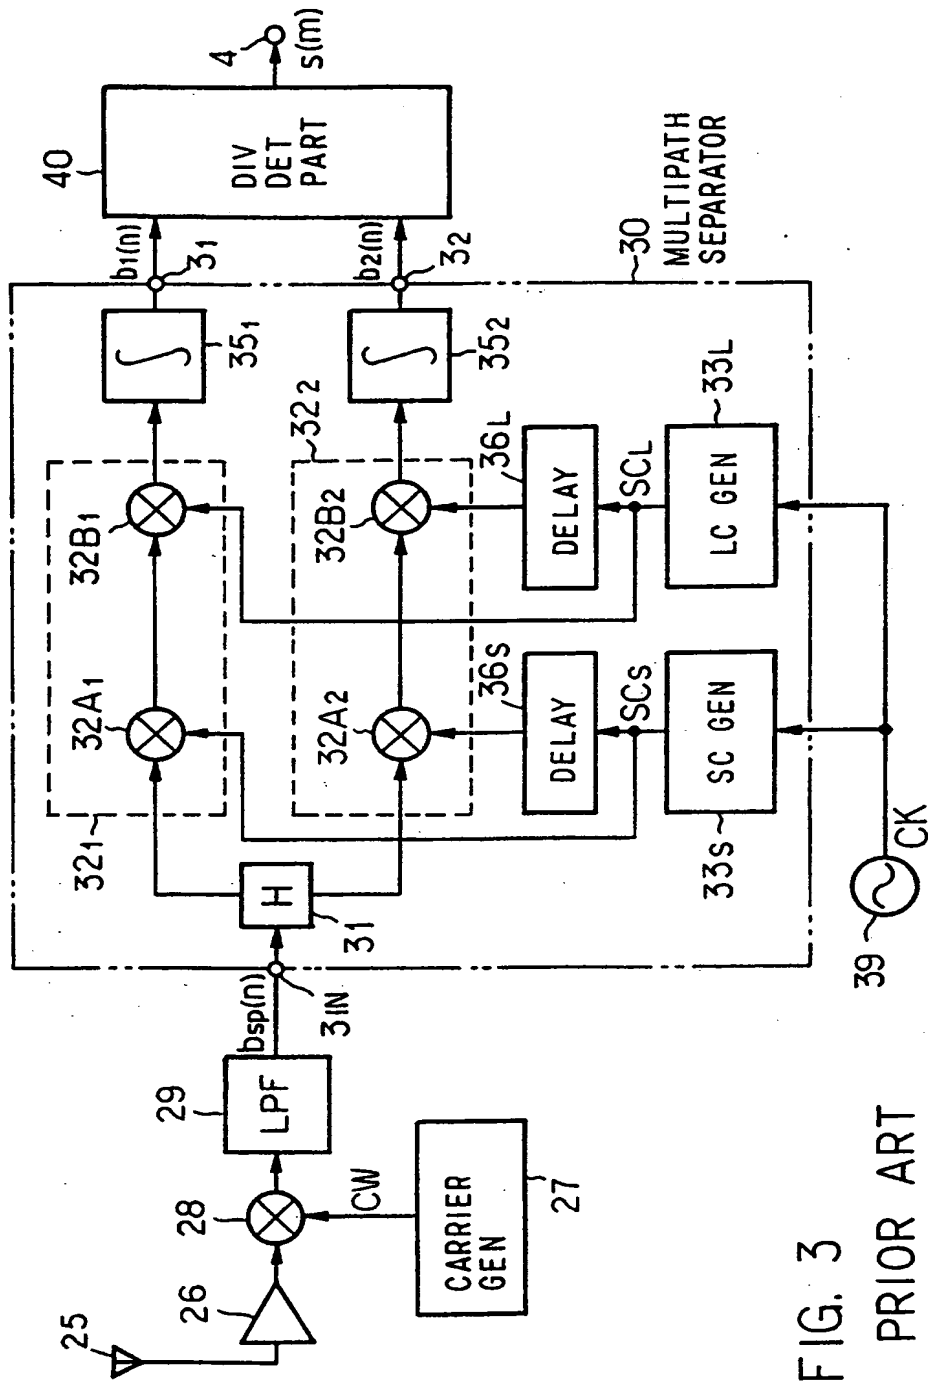 25
26
28
CARRIER
GEN
27
CW
29
LPF
bsp(n)
3IN
H
31
321
32A1
32B1
351
b1(n)
31
322
32A2
32B2
352
b2(n)
32
40
DIV
DET
PART
4
s(m)
30
MULTIPATH
SEPARATOR
DELAY
36S
DELAY
36L
SCS
SCL
SC GEN
33S
LC GEN
33L
39
CK
FIG. 3
PRIOR ART